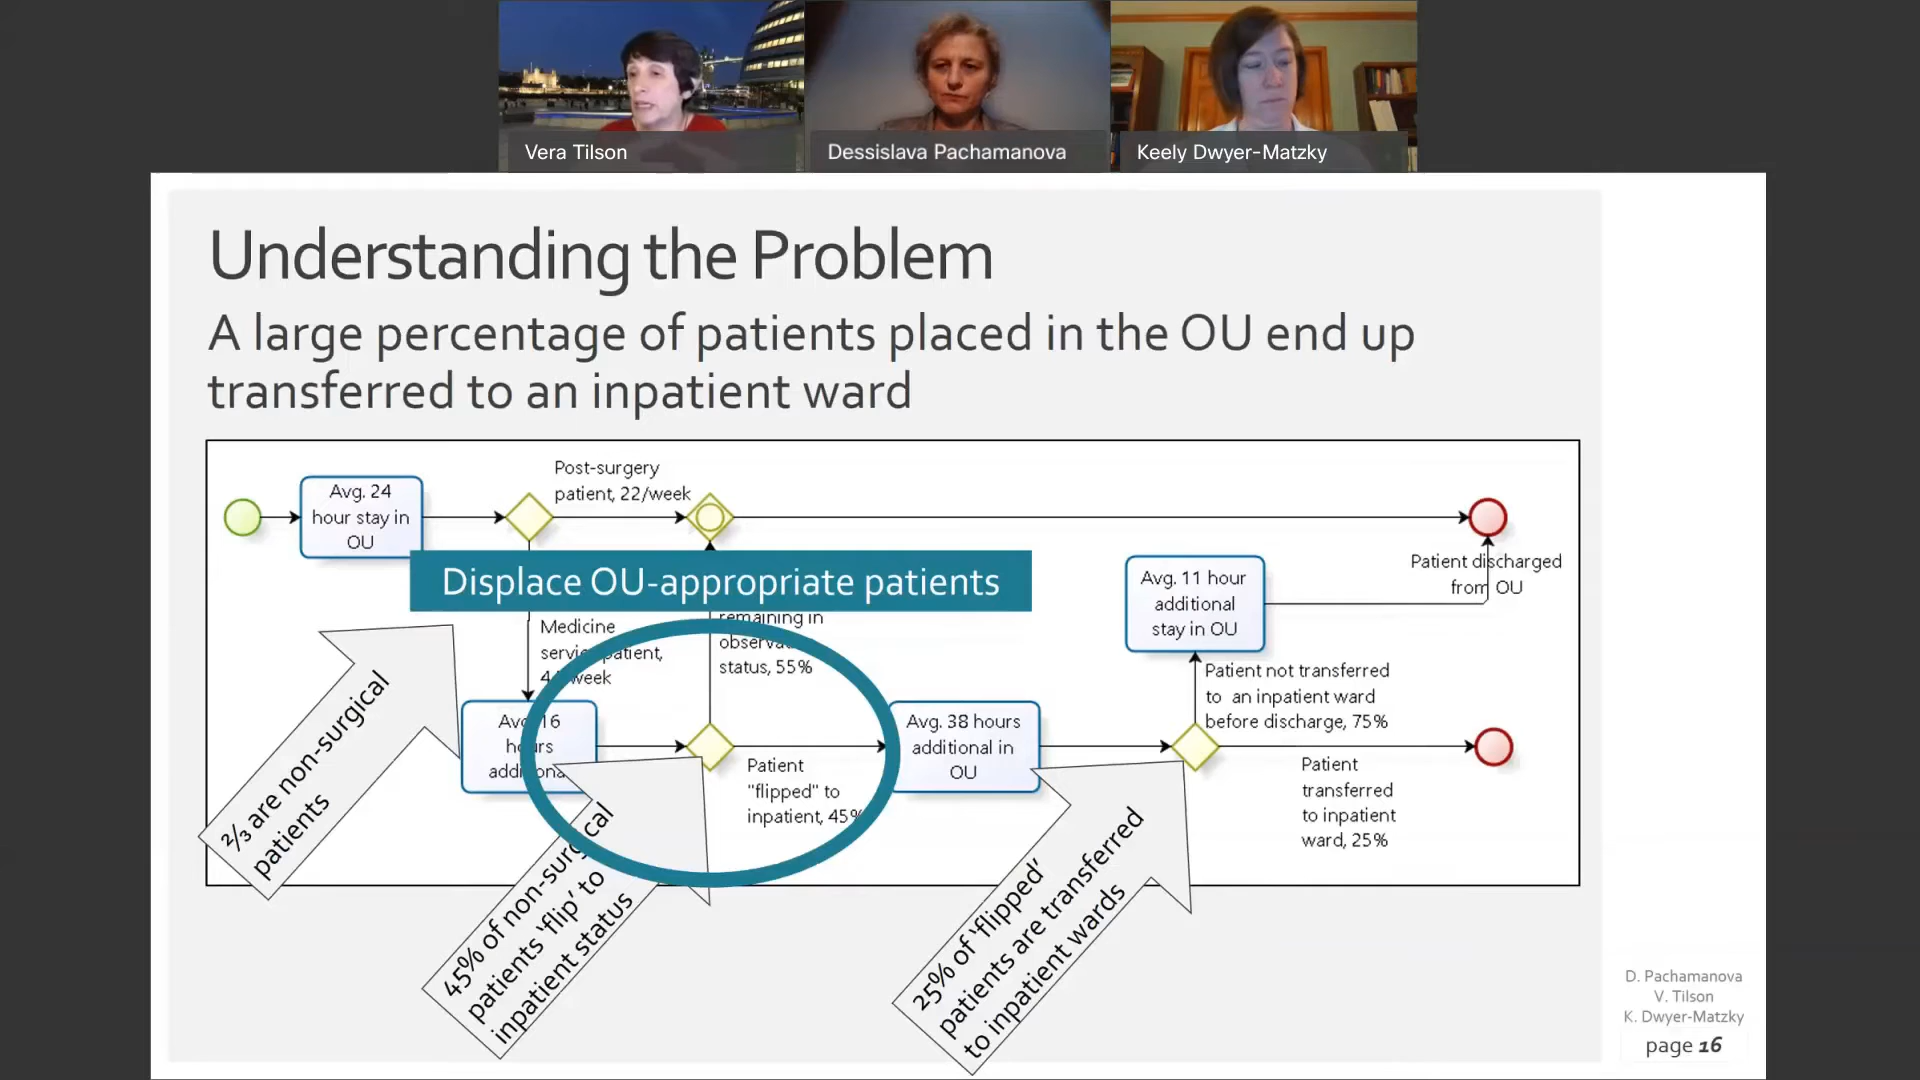 Vera Tilson
Dessislava Pachamanova
Keely Dwyer-Matzky
Understanding the Problem
A large percentage of patients placed in the OU end up
transferred to an inpatient ward
Avg. 24
hour stay in
OU
Post-surgery
patient, 22/week
Displace OU-appropriate patients
remaining in
status, 55%
Medicine
service patient,
week
Avg. 16
hours
additional
Patient
"flipped" to
inpatient, 45%
Avg. 38 hours
additional in
OU
Avg. 11 hour
additional
stay in OU
Patient discharged
from OU
Patient not transferred
to an inpatient ward
before discharge, 75%
Patient
transferred
to inpatient
ward, 25%
⅔ are non-surgical
patients
45% of non-surgical
patients 'flip' to
inpatient status
25% of 'flipped'
patients are transferred
to inpatient wards
D. Pachamanova
V. Tilson
K. Dwyer-Matzky
page 16